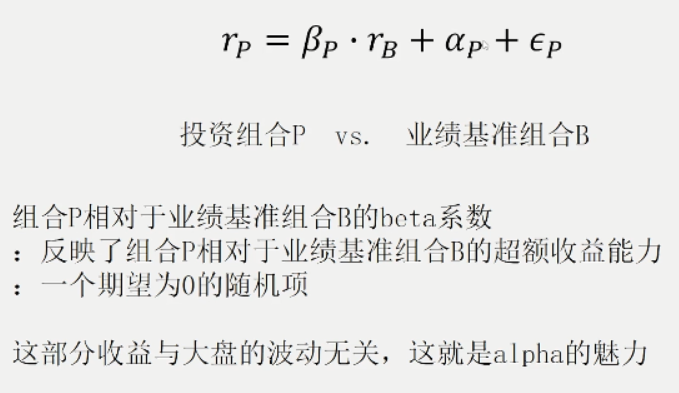 r_P = β_P · r_B + α_P + ϵ_P
投资组合P vs. 业绩基准组合B
组合P相对于业绩基准组合B的beta系数
：反映了组合P相对于业绩基准组合B的超额收益能力
：一个期望为0的随机项
这部分收益与大盘的波动无关，这就是alpha的魅力